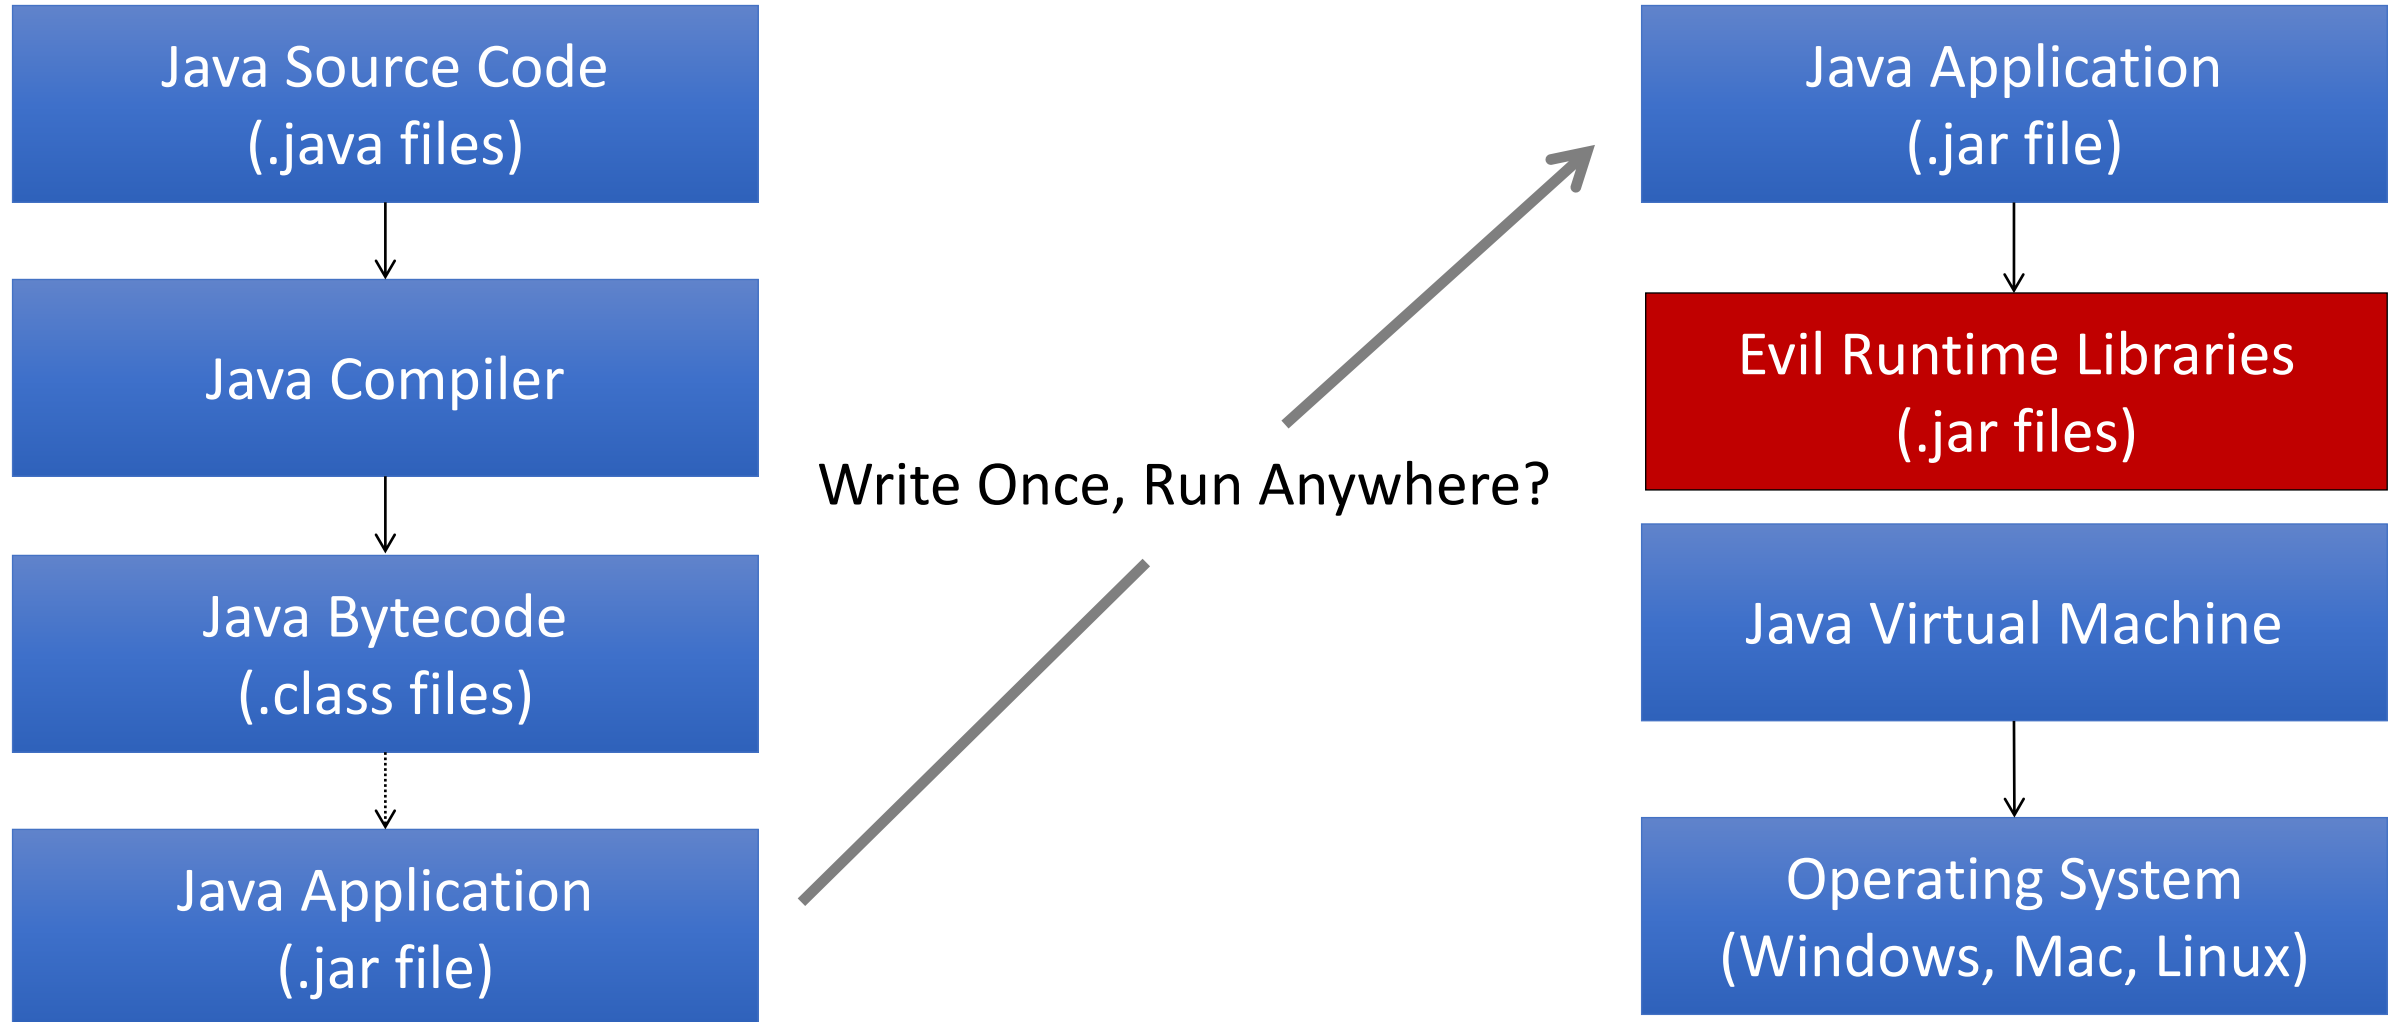 Java Source Code
(.java files)
Java Compiler
Java Bytecode
(.class files)
Java Application
(.jar file)
Write Once, Run Anywhere?
Java Application
(.jar file)
Evil Runtime Libraries
(.jar files)
Java Virtual Machine
Operating System
(Windows, Mac, Linux)